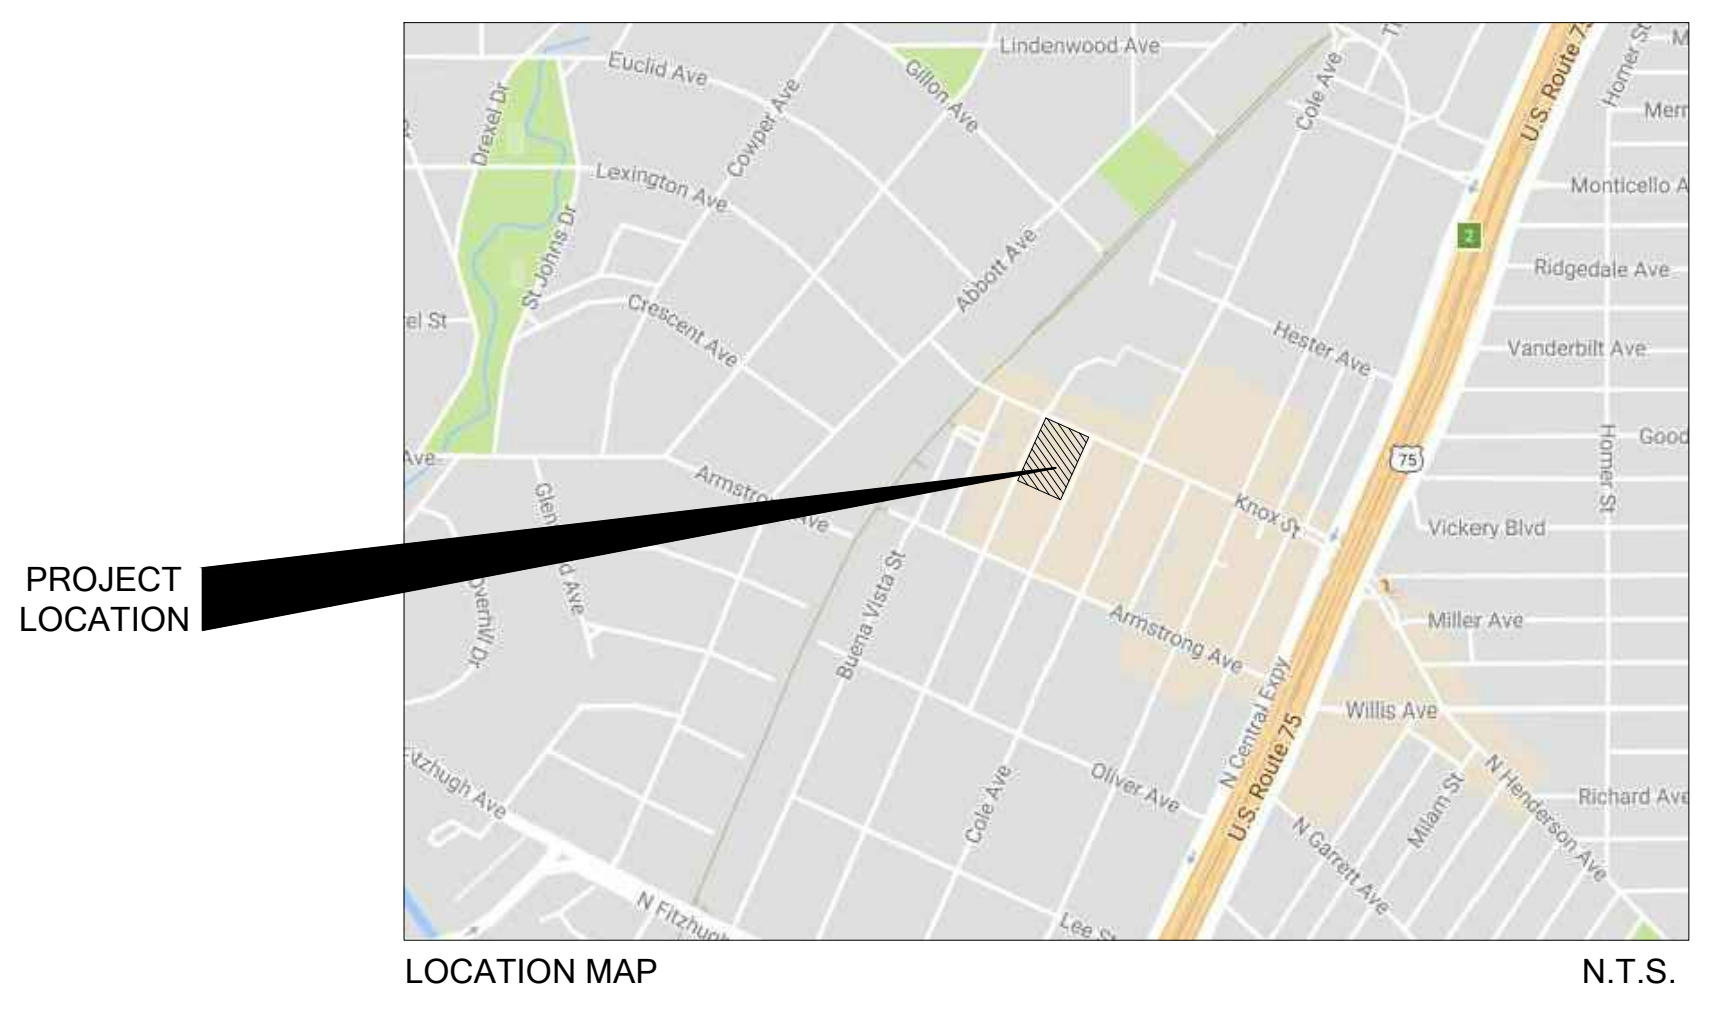 Lindenwood Ave
Euclid Ave
Gillon Ave
Cole Ave
U.S. Route 75
Homer St
Drexel Dr
Cowper Ave
Lexington Ave
Monticello A
St Johns Dr
Abbott Ave
2
Ridgedale Ave
Crescent Ave
el St
Hester Ave
Vanderbilt Ave
Ave
Good
75
Homer St
Armstrong Ave
Knox St
Vickery Blvd
PROJECT
LOCATION
Buena Vista St
Armstrong Ave
Miller Ave
N Central Expy
Willis Ave
U.S. Route 75
Fitzhugh Ave
Cole Ave
Oliver Ave
Milam St
N Henderson Ave
Richard Ave
N Garrett Ave
N Fitzhugh
Lee St
LOCATION MAP
N.T.S.